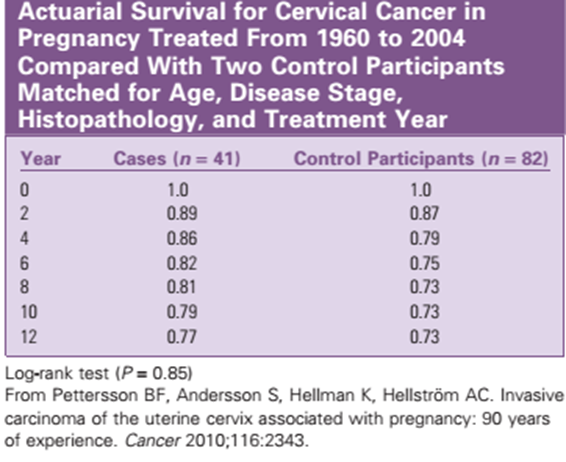 Actuarial Survival for Cervical Cancer in
Pregnancy Treated From 1960 to 2004
Compared With Two Control Participants
Matched for Age, Disease Stage,
Histopathology, and Treatment Year
Year Cases (n = 41) Control Participants (n = 82)
0 1.0 1.0
2 0.89 0.87
4 0.86 0.79
6 0.82 0.75
8 0.81 0.73
10 0.79 0.73
12 0.77 0.73
Log-rank test (P = 0.85)
From Pettersson BF, Andersson S, Hellman K, Hellström AC. Invasive
carcinoma of the uterine cervix associated with pregnancy: 90 years
of experience. Cancer 2010;116:2343.